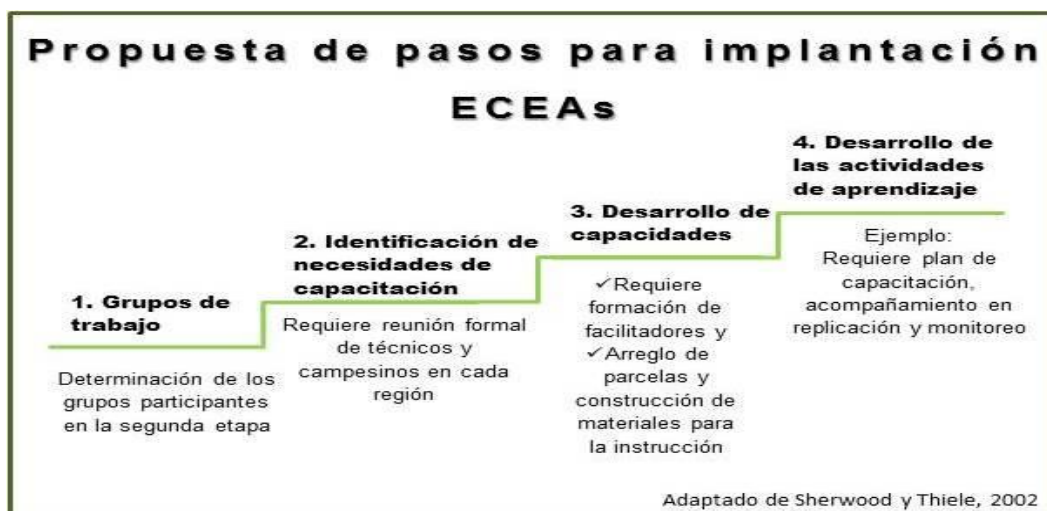 Propuesta de pasos para implantación
ECEAs
1. Grupos de
trabajo
Determinación de los
grupos participantes
en la segunda etapa
2. Identificación de
necesidades de
capacitación
Requiere reunión formal
de técnicos y
campesinos en cada
región
3. Desarrollo de
capacidades
✓Requiere
formación de
facilitadores y
✓Arreglo de
parcelas y
construcción de
materiales para
la instrucción
4. Desarrollo de
las actividades
de aprendizaje
Ejemplo:
Requiere plan de
capacitación,
acompañamiento en
replicación y monitoreo
Adaptado de Sherwood y Thiele, 2002